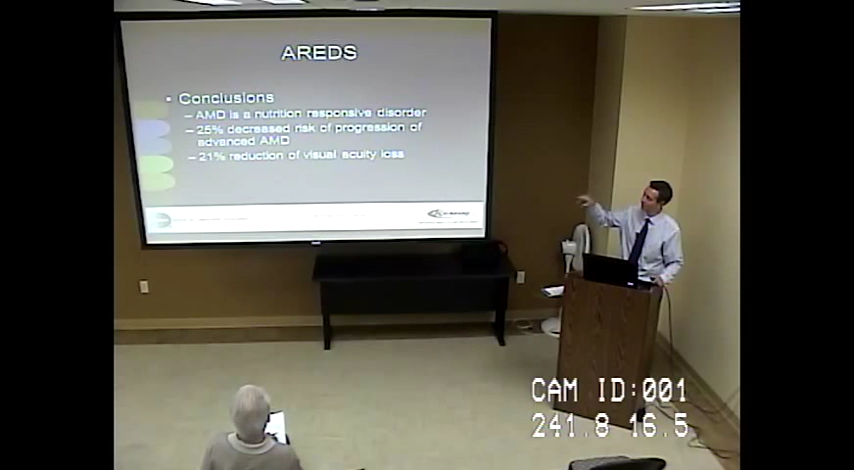 AREDS
• Conclusions
– AMD is a nutrition responsive disorder
– 25% decreased risk of progression of
advanced AMD
– 21% reduction of visual acuity loss
CAM ID:001
241.8 16.5